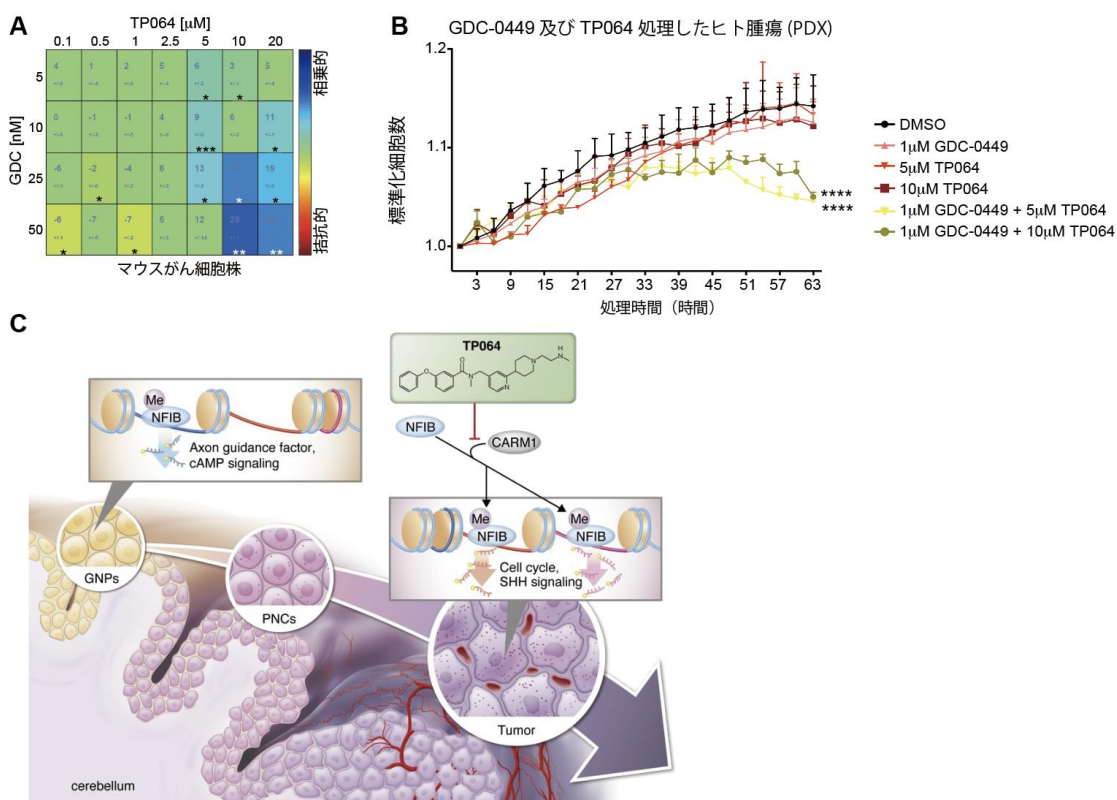 A
TP064 [μM]
0.1 0.5 1 2.5 5 10 20
GDC [nM]
5
10
25
50
4 1 2 5 6 3 5
* *
0 -1 -1 4 9 6 11
*** *
-6 -2 -4 4 13 19
* * * *
-6 -6 -7 5 12 28
* * ** **
相乗的
拮抗的
マウスがん細胞株
B
GDC-0449 及び TP064 処理したヒト腫瘍 (PDX)
標準化細胞数
1.2
1.1
1.0
3 9 15 21 27 33 39 45 51 57 63
処理時間（時間）
****
****
DMSO
1μM GDC-0449
5μM TP064
10μM TP064
1μM GDC-0449 + 5μM TP064
1μM GDC-0449 + 10μM TP064
C
TP064
O
O
N
N
N
H
N
NFIB
CARM1
Me
NFIB
Axon guidance factor,
cAMP signaling
Me
NFIB
Me
NFIB
Cell cycle,
SHH signaling
GNPs
PNCs
Tumor
cerebellum